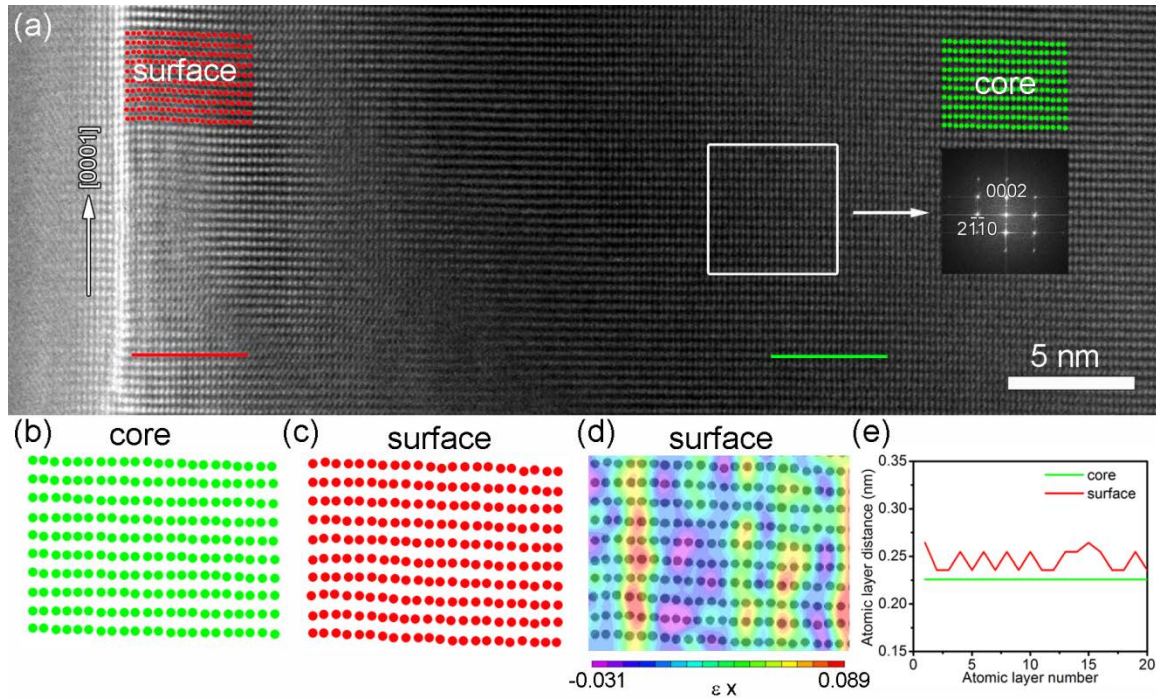 (a)
surface
core
[0001]
0002
2110
5 nm
(b) core
(c) surface
(d) surface
(e)
-0.031
0.089
ε x
Atomic layer distance (nm)
0.35
0.30
0.25
0.20
0.15
core
surface
0 5 10 15 20
Atomic layer number